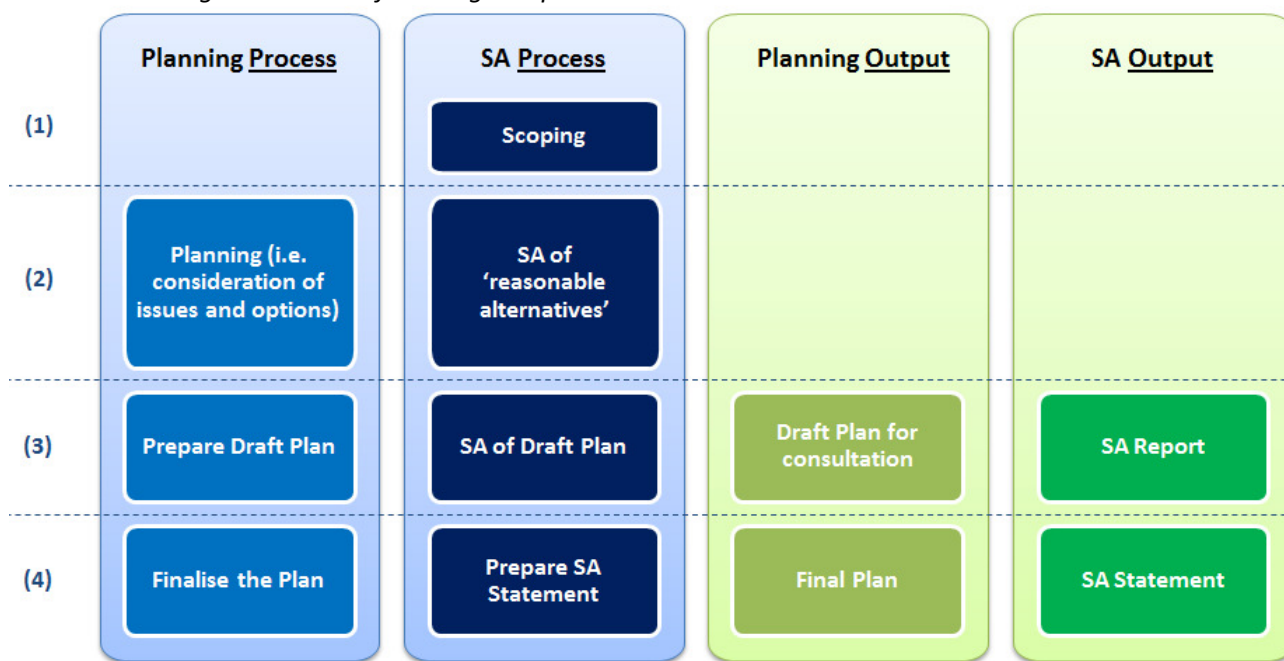 Planning Process
SA Process
Planning Output
SA Output
(1)
Scoping
(2)
Planning (i.e.
consideration of
issues and options)
SA of
‘reasonable
alternatives’
(3)
Prepare Draft Plan
SA of Draft Plan
Draft Plan for
consultation
SA Report
(4)
Finalise the Plan
Prepare SA
Statement
Final Plan
SA Statement